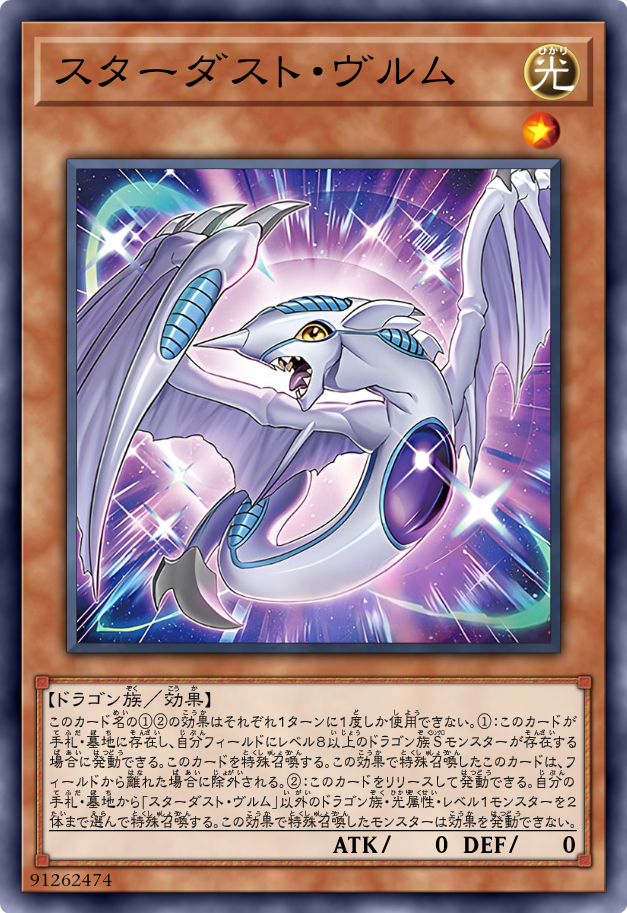 スターダスト・ヴルム
光
【ドラゴン族／効果】
このカード名の①②の効果はそれぞれ1ターンに1度しか使用できない。①：このカードが
手札・墓地に存在し、自分フィールドにレベル8以上のドラゴン族Sモンスターが存在する
場合に発動できる。このカードを特殊召喚する。この効果で特殊召喚したこのカードは、フ
ィールドから離れた場合に除外される。②：このカードをリリースして発動できる。自分の
手札・墓地から「スターダスト・ヴルム」以外のドラゴン族・光属性・レベル1モンスターを2
体まで選んで特殊召喚する。この効果で特殊召喚したモンスターは効果を発動できない。
ATK/ 0 DEF/ 0
91262474